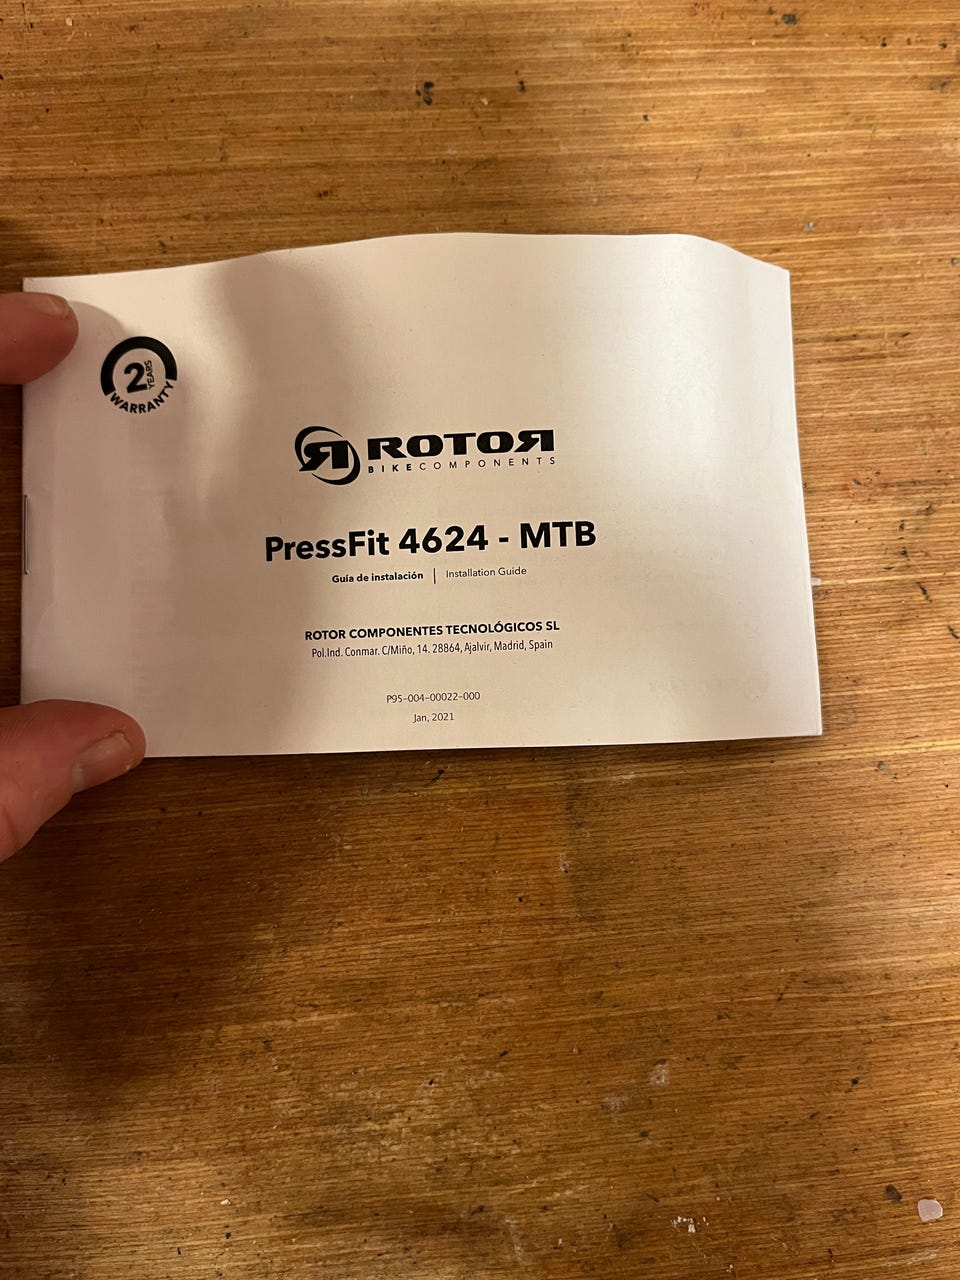 2 YEARS
WARRANTY
R ROTOR
BIKECOMPONENTS
PressFit 4624 - MTB
Guía de instalación | Installation Guide
ROTOR COMPONENTES TECNOLÓGICOS SL
Pol.Ind. Conmar. C/Miño, 14. 28864, Ajalvir, Madrid, Spain
P95-004-00022-000
Jan, 2021